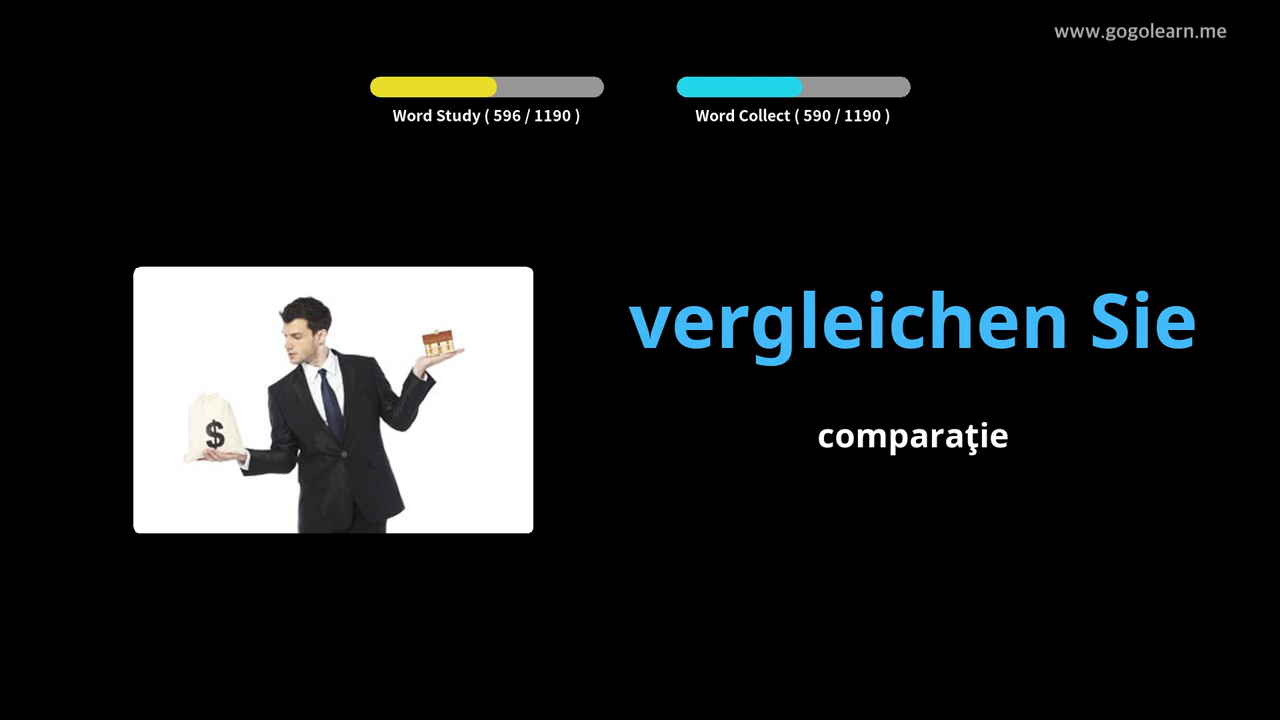 www.gogolearn.me
Word Study ( 596 / 1190 )
Word Collect ( 590 / 1190 )
vergleichen Sie
comparaţie
$